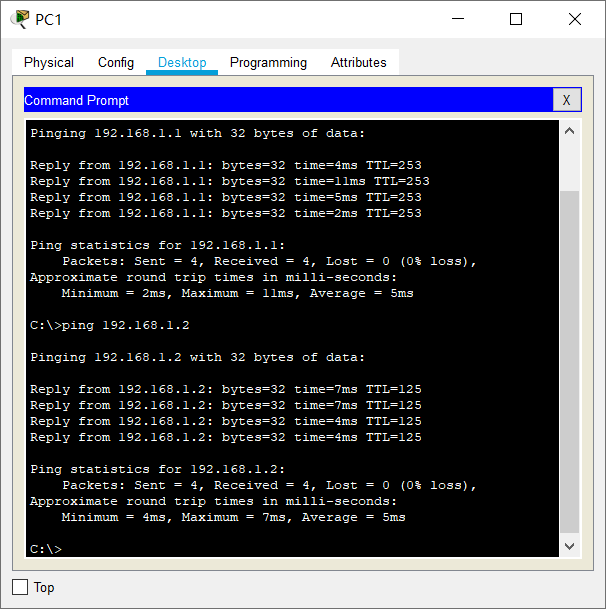 PC1
Physical Config Desktop Programming Attributes
Command Prompt X
Pinging 192.168.1.1 with 32 bytes of data:
Reply from 192.168.1.1: bytes=32 time=4ms TTL=253
Reply from 192.168.1.1: bytes=32 time=11ms TTL=253
Reply from 192.168.1.1: bytes=32 time=5ms TTL=253
Reply from 192.168.1.1: bytes=32 time=2ms TTL=253
Ping statistics for 192.168.1.1:
Packets: Sent = 4, Received = 4, Lost = 0 (0% loss),
Approximate round trip times in milli-seconds:
Minimum = 2ms, Maximum = 11ms, Average = 5ms
C:\>ping 192.168.1.2
Pinging 192.168.1.2 with 32 bytes of data:
Reply from 192.168.1.2: bytes=32 time=7ms TTL=125
Reply from 192.168.1.2: bytes=32 time=7ms TTL=125
Reply from 192.168.1.2: bytes=32 time=4ms TTL=125
Reply from 192.168.1.2: bytes=32 time=4ms TTL=125
Ping statistics for 192.168.1.2:
Packets: Sent = 4, Received = 4, Lost = 0 (0% loss),
Approximate round trip times in milli-seconds:
Minimum = 4ms, Maximum = 7ms, Average = 5ms
C:\>
Top